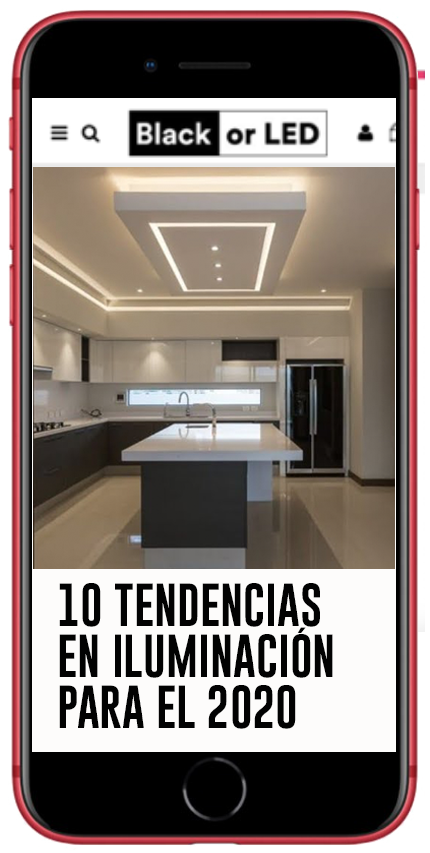 Black or LED
10 TENDENCIAS
EN ILUMINACIÓN
PARA EL 2020